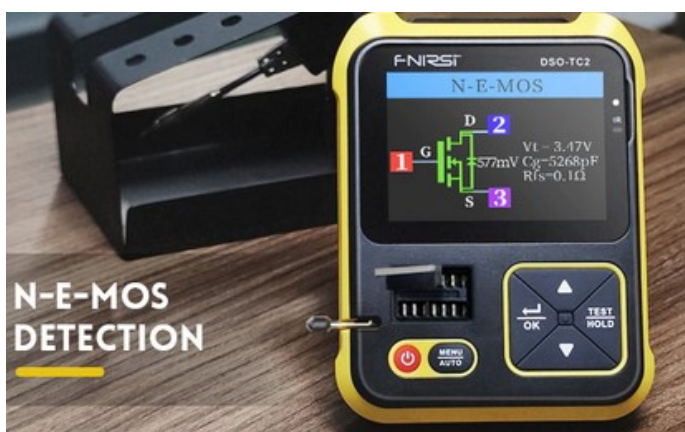 FNIRSI DSO-TC2
N-E-MOS
D 2
1 G 577mV Vt=3.47V
Cg=5268pF
Rfs=0.1Ω
S 3
N-E-MOS
DETECTION
OK
TEST
HOLD
MENU
AUTO